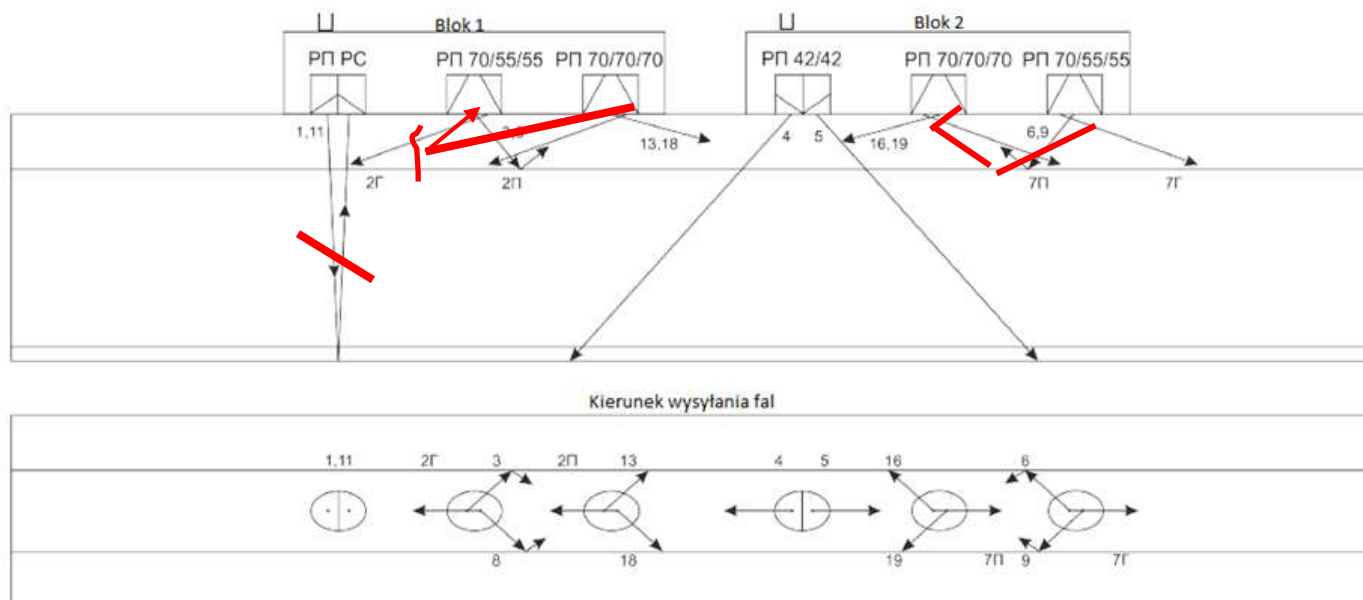 Blok 1
Blok 2
РП РС
РП 70/55/55
РП 70/70/70
РП 42/42
РП 70/70/70
РП 70/55/55
1,11
13,18
4
5
16,19
6,9
2Г
2П
7П
7Г
Kierunek wysyłania fal
1,11
2Г
3
2П
13
4
5
16
6
8
18
19
7П
9
7Г